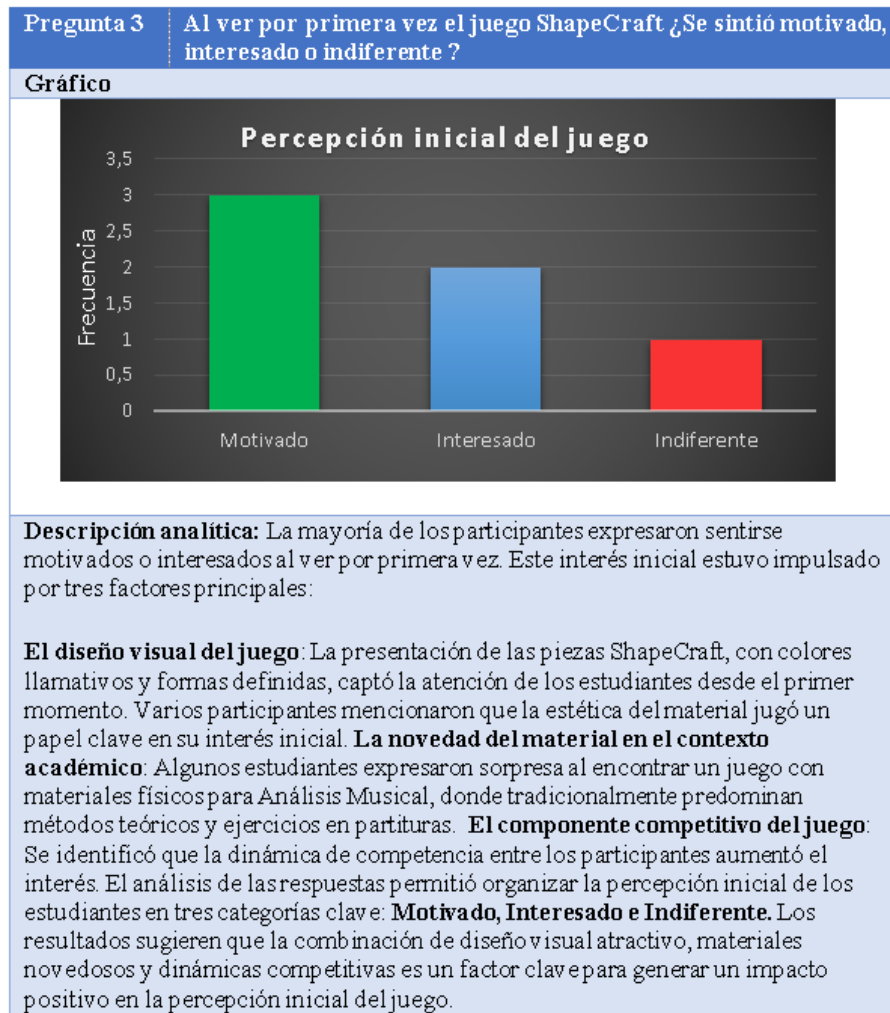 Pregunta 3 Al ver por primera vez el juego ShapeCraft ¿Se sintió motivado,
interesado o indiferente ?
Gráfico
Percepción inicial del juego
3,5
3
2,5
2
1,5
1
0,5
0
Frecuencia
Motivado Interesado Indiferente
Descripción analítica: La mayoría de los participantes expresaron sentirse
motivados o interesados al ver por primera vez. Este interés inicial estuvo impulsado
por tres factores principales:
El diseño visual del juego: La presentación de las piezas ShapeCraft, con colores
llamativos y formas definidas, captó la atención de los estudiantes desde el primer
momento. Varios participantes mencionaron que la estética del material jugó un
papel clave en su interés inicial. La novedad del material en el contexto
académico: Algunos estudiantes expresaron sorpresa al encontrar un juego con
materiales físicos para Análisis Musical, donde tradicionalmente predominan
métodos teóricos y ejercicios en partituras. El componente competitivo del juego:
Se identificó que la dinámica de competencia entre los participantes aumentó el
interés. El análisis de las respuestas permitió organizar la percepción inicial de los
estudiantes en tres categorías clave: Motivado, Interesado e Indiferente. Los
resultados sugieren que la combinación de diseño visual atractivo, materiales
novedosos y dinámicas competitivas es un factor clave para generar un impacto
positivo en la percepción inicial del juego.